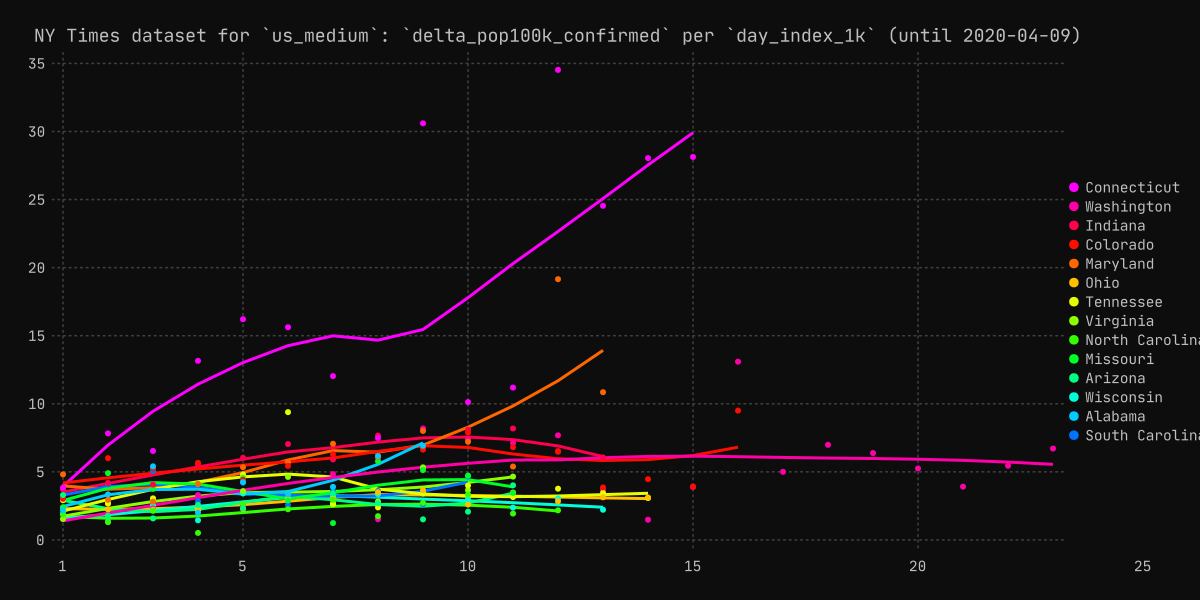 NY Times dataset for `us_medium`: `delta_pop100k_confirmed` per `day_index_1k` (until 2020-04-09)
35
30
25
20
15
10
5
0
1
5
10
15
20
25
Connecticut
Washington
Indiana
Colorado
Maryland
Ohio
Tennessee
Virginia
North Carolina
Missouri
Arizona
Wisconsin
Alabama
South Carolina